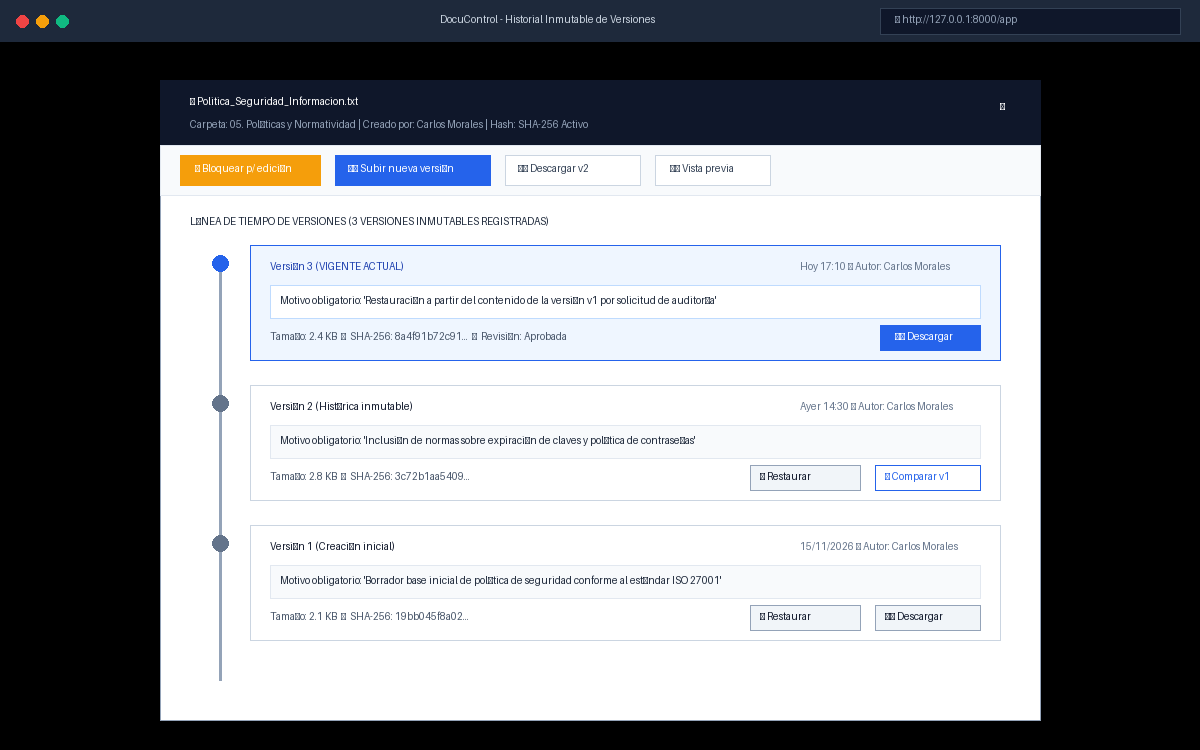 DocuControl - Historial Inmutable de Versiones
□ http://127.0.0.1:8000/app
□ Politica_Seguridad_Informacion.txt
□
Carpeta: 05. Pol□ticas y Normatividad | Creado por: Carlos Morales | Hash: SHA-256 Activo
□ Bloquear p/ edici□n
□□ Subir nueva versi□n
□□ Descargar v2
□□ Vista previa
L□NEA DE TIEMPO DE VERSIONES (3 VERSIONES INMUTABLES REGISTRADAS)
Versi□n 3 (VIGENTE ACTUAL)
Hoy 17:10 □ Autor: Carlos Morales
Motivo obligatorio: 'Restauraci□n a partir del contenido de la versi□n v1 por solicitud de auditor□a'
Tama□o: 2.4 KB □ SHA-256: 8a4f91b72c91... □ Revisi□n: Aprobada
□□ Descargar
Versi□n 2 (Hist□rica inmutable)
Ayer 14:30 □ Autor: Carlos Morales
Motivo obligatorio: 'Inclusi□n de normas sobre expiraci□n de claves y pol□tica de contrase□as'
Tama□o: 2.8 KB □ SHA-256: 3c72b1aa5409...
□ Restaurar
□ Comparar v1
Versi□n 1 (Creaci□n inicial)
15/11/2026 □ Autor: Carlos Morales
Motivo obligatorio: 'Borrador base inicial de pol□tica de seguridad conforme al est□ndar ISO 27001'
Tama□o: 2.1 KB □ SHA-256: 19bb045f8a02...
□ Restaurar
□□ Descargar